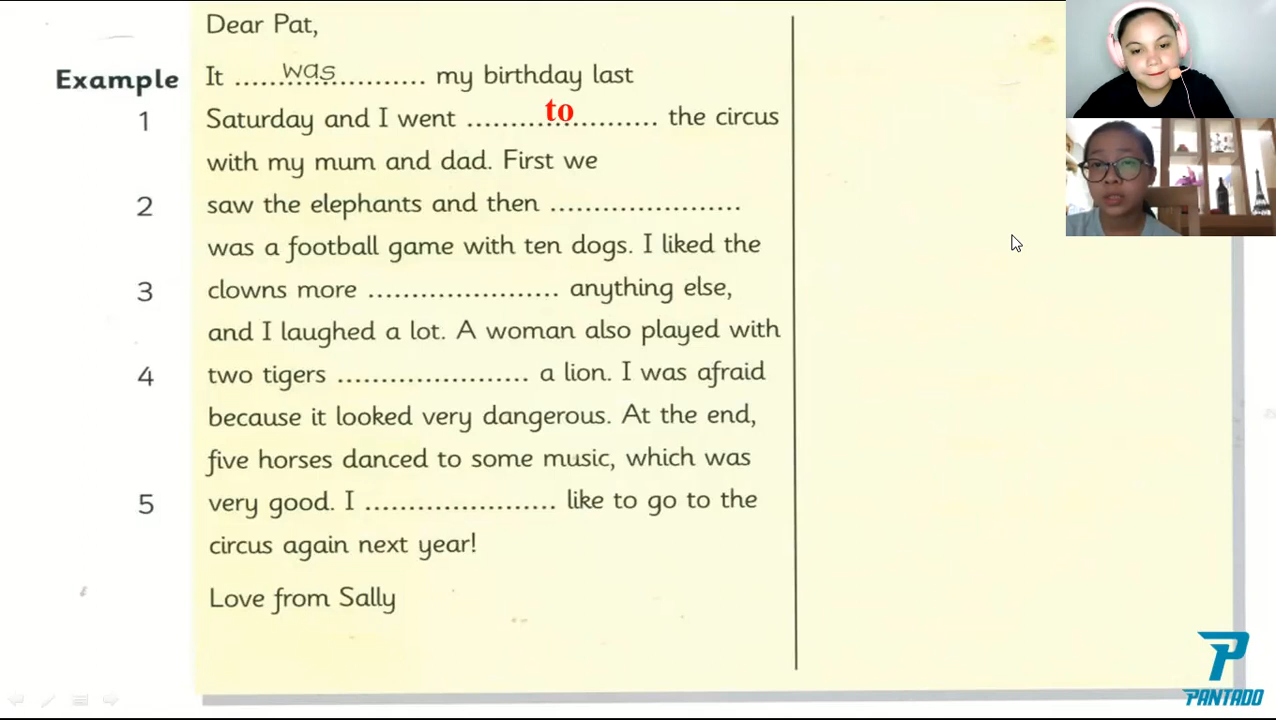 Dear Pat,
Example It .......was........ my birthday last
1 Saturday and I went .........to......... the circus
with my mum and dad. First we
2 saw the elephants and then ......................
was a football game with ten dogs. I liked the
3 clowns more ...................... anything else,
and I laughed a lot. A woman also played with
4 two tigers ...................... a lion. I was afraid
because it looked very dangerous. At the end,
five horses danced to some music, which was
5 very good. I ...................... like to go to the
circus again next year!
Love from Sally
PANTADO